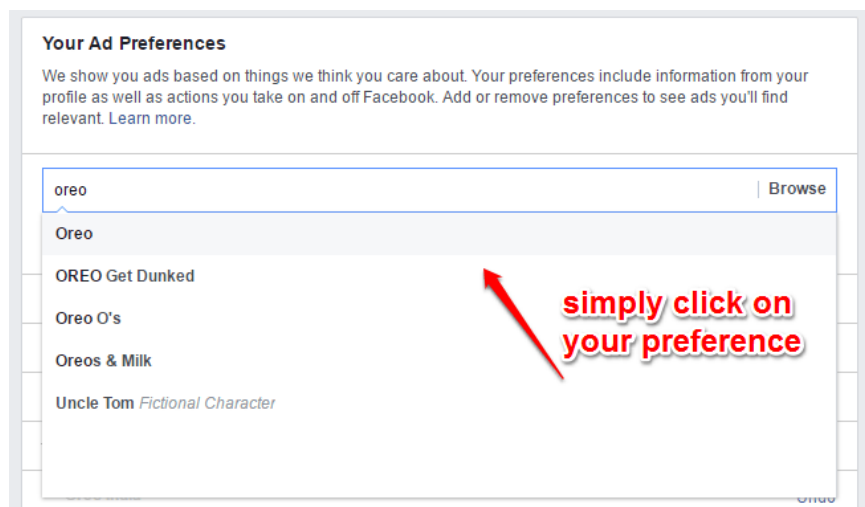 Your Ad Preferences
We show you ads based on things we think you care about. Your preferences include information from your
profile as well as actions you take on and off Facebook. Add or remove preferences to see ads you'll find
relevant. Learn more.
oreo | Browse
Oreo
OREO Get Dunked
Oreo O's
simply click on
your preference
Oreos & Milk
Uncle Tom Fictional Character
Undo